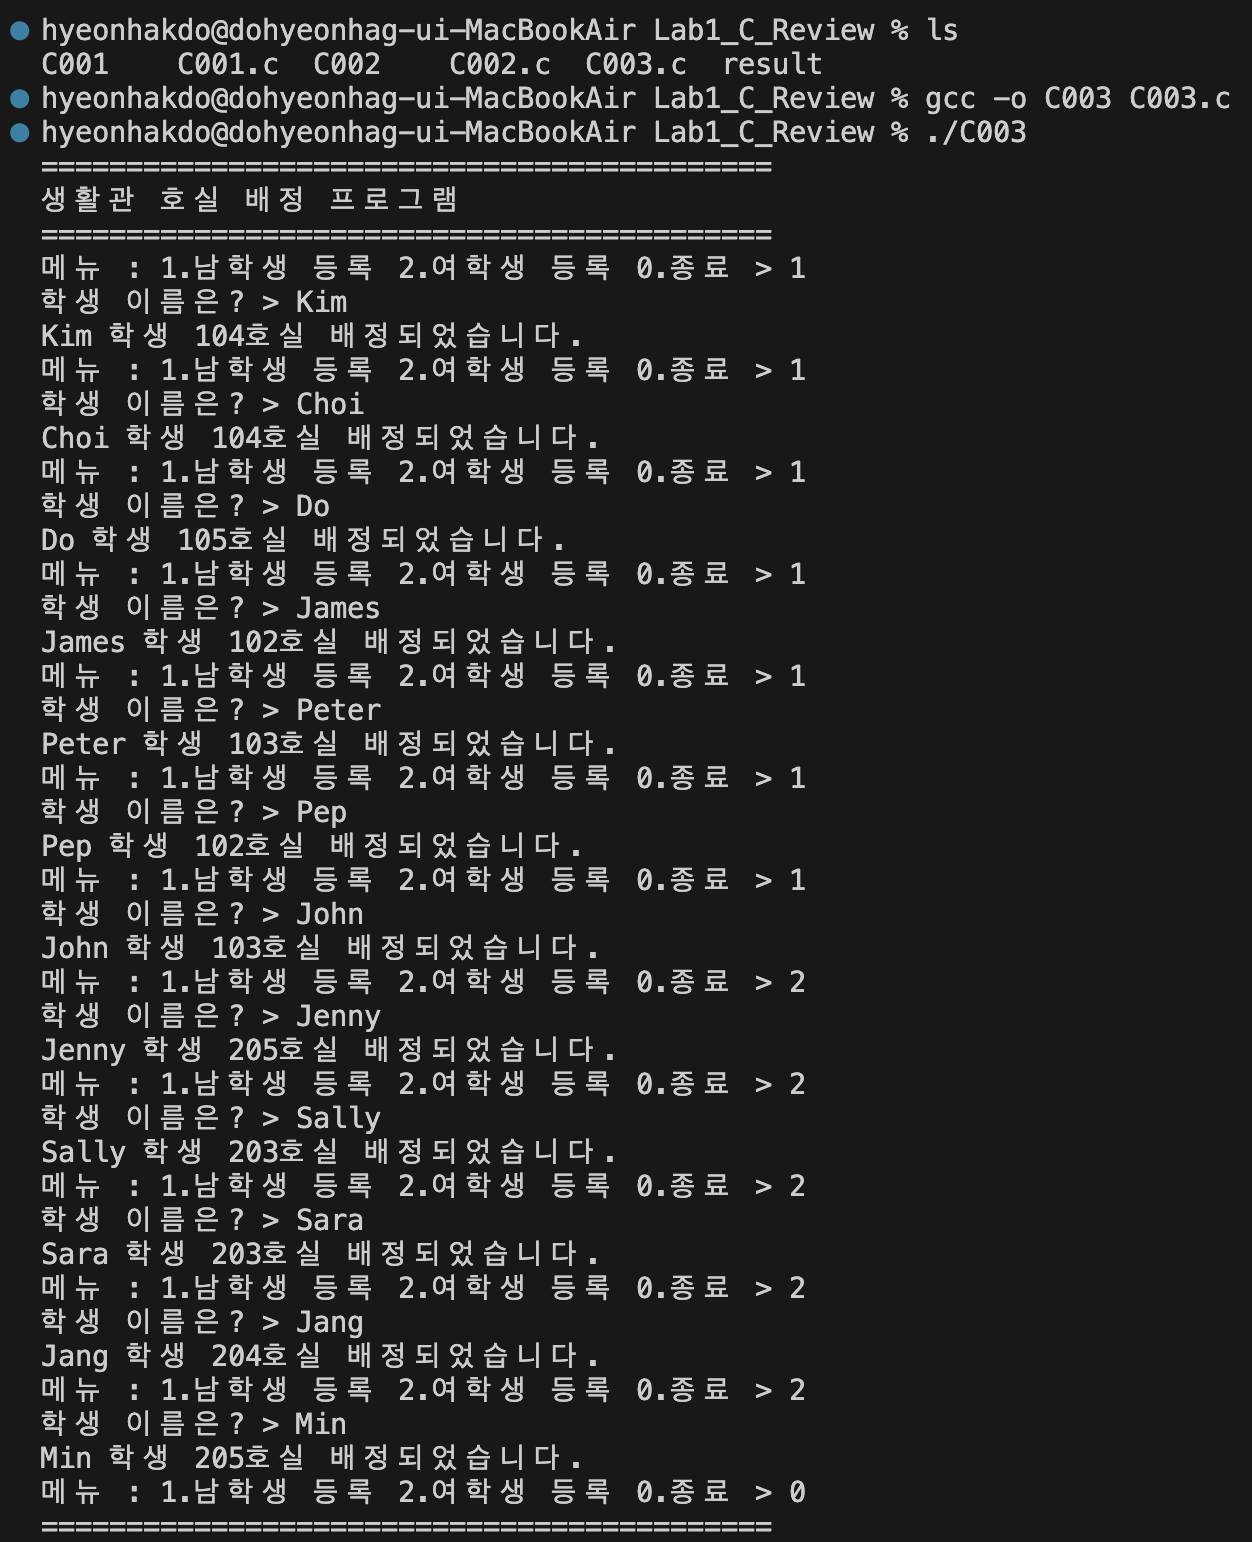 hyeonhakdo@dohyeonhag-ui-MacBookAir Lab1_C_Review % ls
C001    C001.c  C002    C002.c  C003.c  result
hyeonhakdo@dohyeonhag-ui-MacBookAir Lab1_C_Review % gcc -o C003 C003.c
hyeonhakdo@dohyeonhag-ui-MacBookAir Lab1_C_Review % ./C003
===========================================
생활관 호실 배정 프로그램
===========================================
메뉴 : 1.남학생 등록 2.여학생 등록 0.종료 > 1
학생 이름은? > Kim
Kim 학생 104호실 배정되었습니다.
메뉴 : 1.남학생 등록 2.여학생 등록 0.종료 > 1
학생 이름은? > Choi
Choi 학생 104호실 배정되었습니다.
메뉴 : 1.남학생 등록 2.여학생 등록 0.종료 > 1
학생 이름은? > Do
Do 학생 105호실 배정되었습니다.
메뉴 : 1.남학생 등록 2.여학생 등록 0.종료 > 1
학생 이름은? > James
James 학생 102호실 배정되었습니다.
메뉴 : 1.남학생 등록 2.여학생 등록 0.종료 > 1
학생 이름은? > Peter
Peter 학생 103호실 배정되었습니다.
메뉴 : 1.남학생 등록 2.여학생 등록 0.종료 > 1
학생 이름은? > Pep
Pep 학생 102호실 배정되었습니다.
메뉴 : 1.남학생 등록 2.여학생 등록 0.종료 > 1
학생 이름은? > John
John 학생 103호실 배정되었습니다.
메뉴 : 1.남학생 등록 2.여학생 등록 0.종료 > 2
학생 이름은? > Jenny
Jenny 학생 205호실 배정되었습니다.
메뉴 : 1.남학생 등록 2.여학생 등록 0.종료 > 2
학생 이름은? > Sally
Sally 학생 203호실 배정되었습니다.
메뉴 : 1.남학생 등록 2.여학생 등록 0.종료 > 2
학생 이름은? > Sara
Sara 학생 203호실 배정되었습니다.
메뉴 : 1.남학생 등록 2.여학생 등록 0.종료 > 2
학생 이름은? > Jang
Jang 학생 204호실 배정되었습니다.
메뉴 : 1.남학생 등록 2.여학생 등록 0.종료 > 2
학생 이름은? > Min
Min 학생 205호실 배정되었습니다.
메뉴 : 1.남학생 등록 2.여학생 등록 0.종료 > 0
===========================================